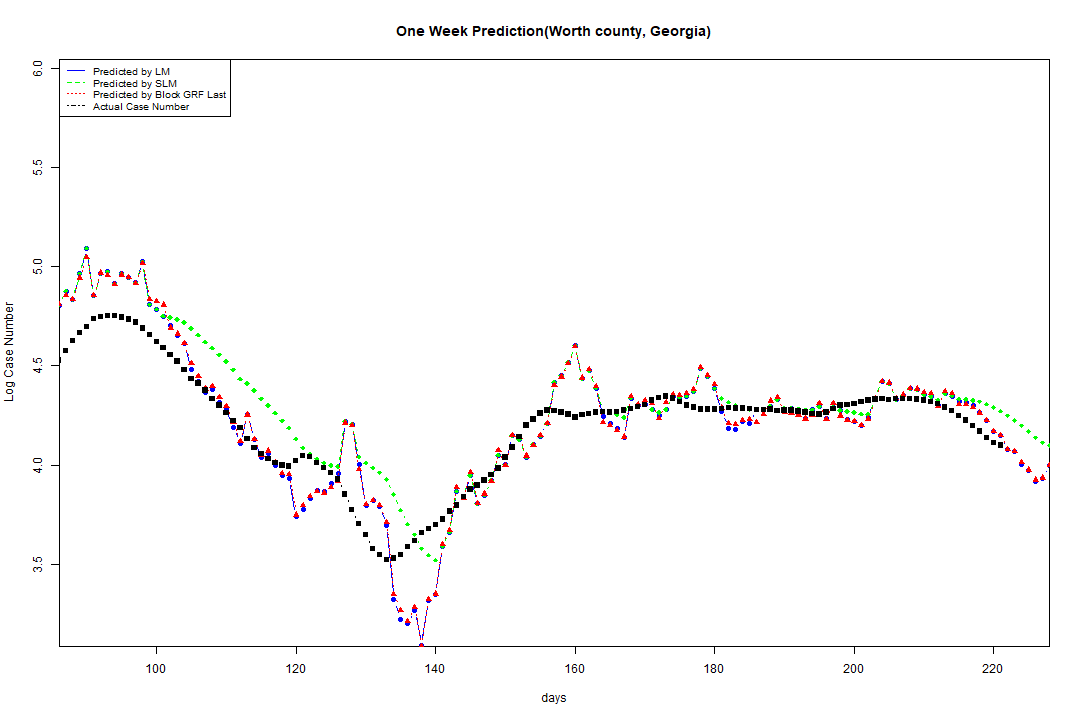 One Week Prediction(Worth county, Georgia)
Predicted by LM
Predicted by SLM
Predicted by Block GRF Last
Actual Case Number
6.0
5.5
5.0
4.5
4.0
3.5
Log Case Number
100 120 140 160 180 200 220
days